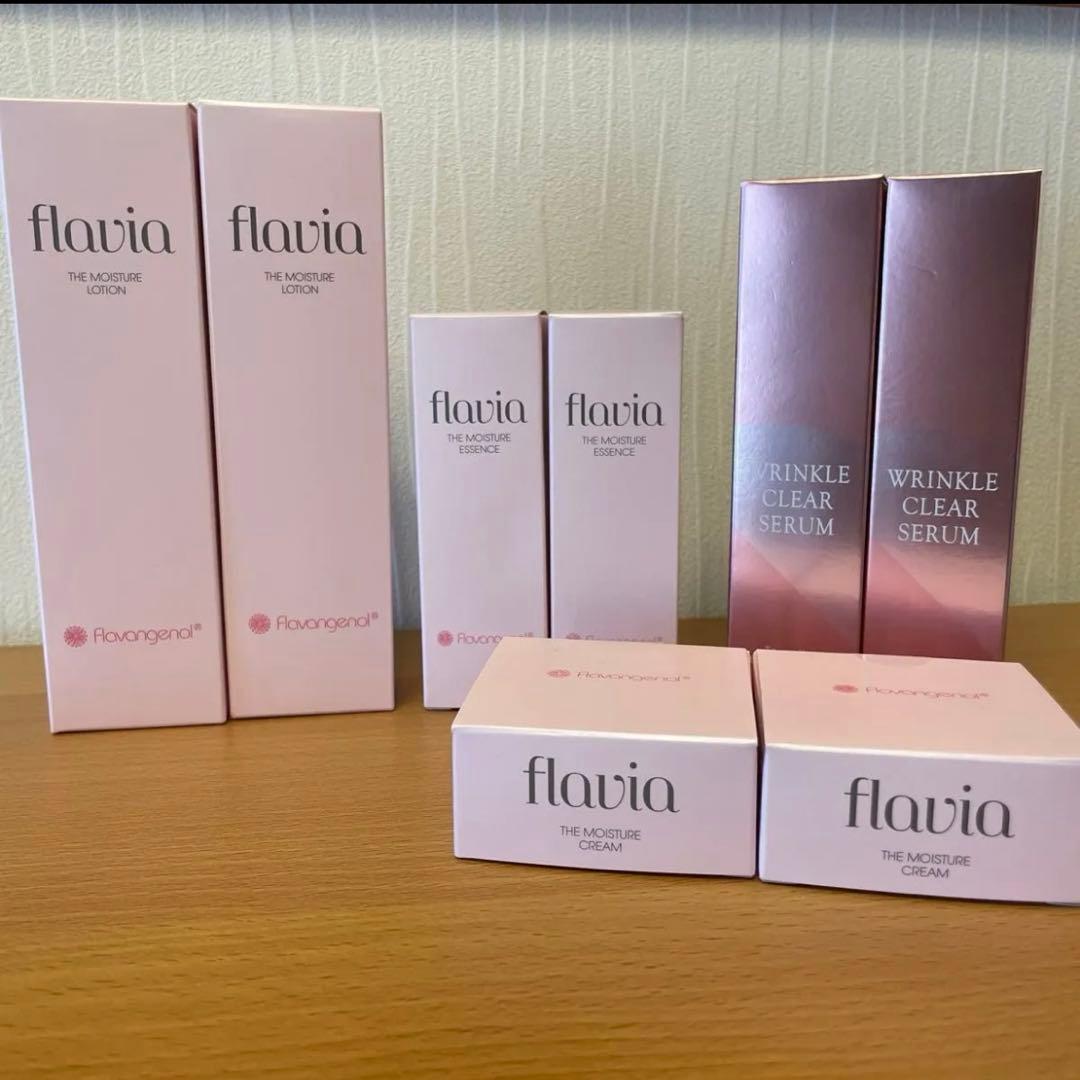 flavia
THE MOISTURE
LOTION
Flavangenol®
flavia
THE MOISTURE
LOTION
Flavangenol®
flavia
THE MOISTURE
ESSENCE
flavia
THE MOISTURE
ESSENCE
Flavangenol®
WRINKLE
CLEAR
SERUM
WRINKLE
CLEAR
SERUM
Flavangenol®
flavia
THE MOISTURE
CREAM
Flavangenol®
flavia
THE MOISTURE
CREAM